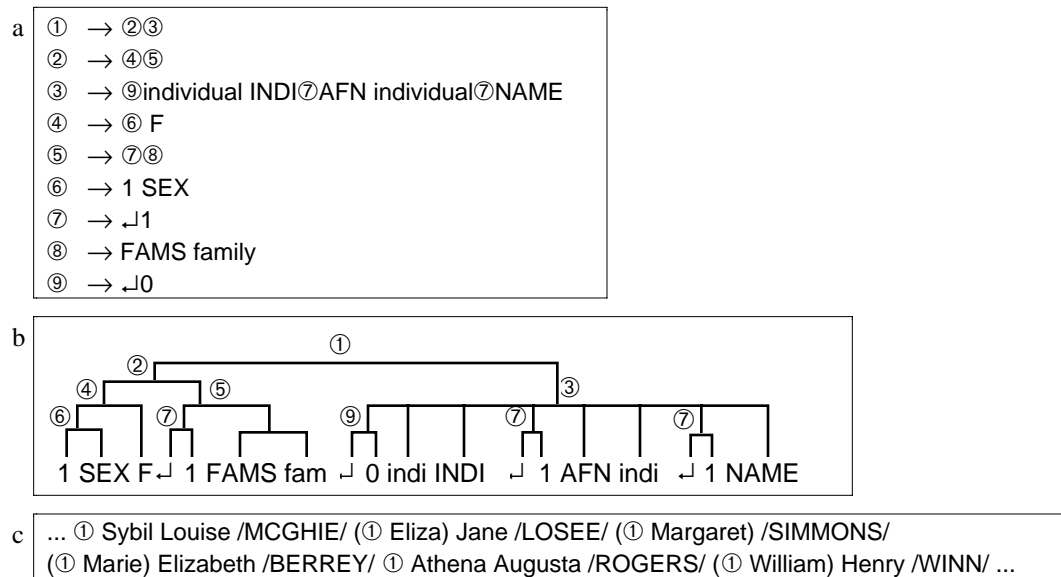 a
① → ②③
② → ④⑤
③ → ⑨individual INDI⑦AFN individual⑦NAME
④ → ⑥ F
⑤ → ⑦⑧
⑥ → 1 SEX
⑦ → ↵1
⑧ → FAMS family
⑨ → ↵0
b
①
②
④ ⑤ ③
⑥ ⑦ ⑨ ⑦ ⑦
1 SEX F↵ 1 FAMS fam ↵ 0 indi INDI ↵ 1 AFN indi ↵ 1 NAME
c
... ① Sybil Louise /MCGHIE/ (① Eliza) Jane /LOSEE/ (① Margaret) /SIMMONS/
(① Marie) Elizabeth /BERREY/ ① Athena Augusta /ROGERS/ (① William) Henry /WINN/ ...